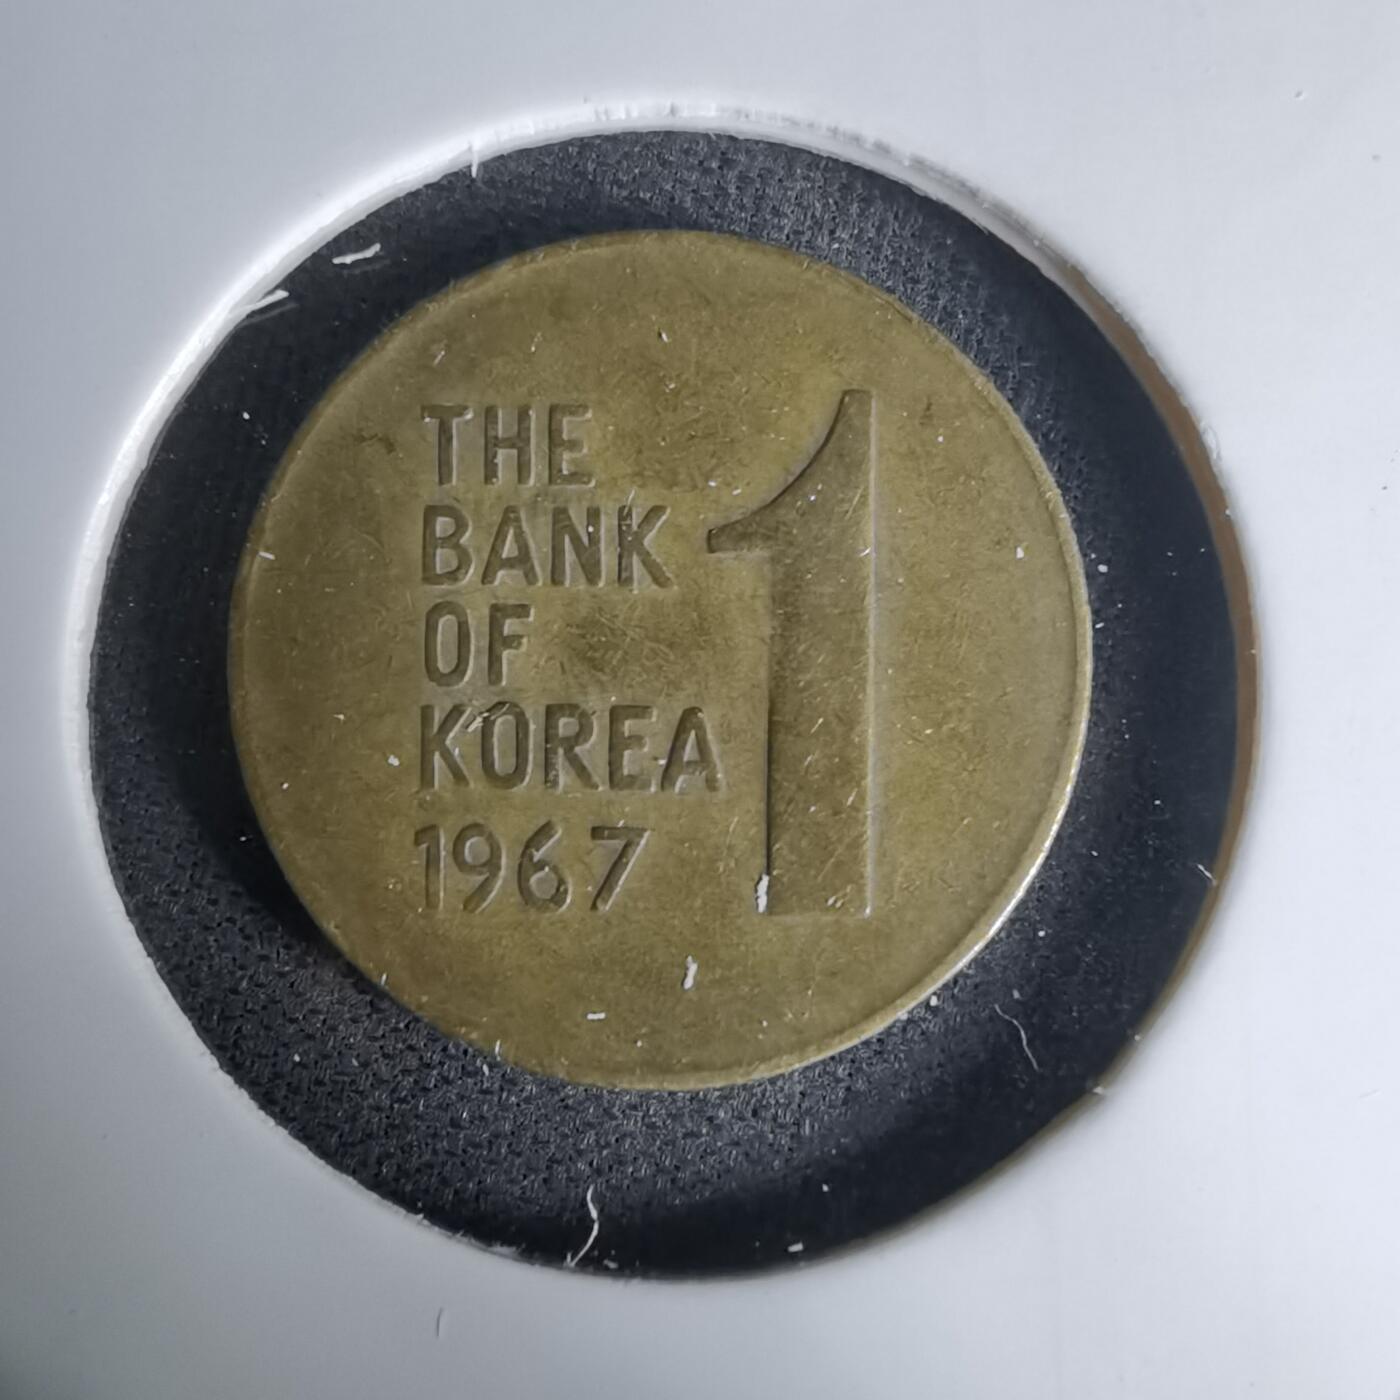 THE
BANK
OF
KOREA
1967
1